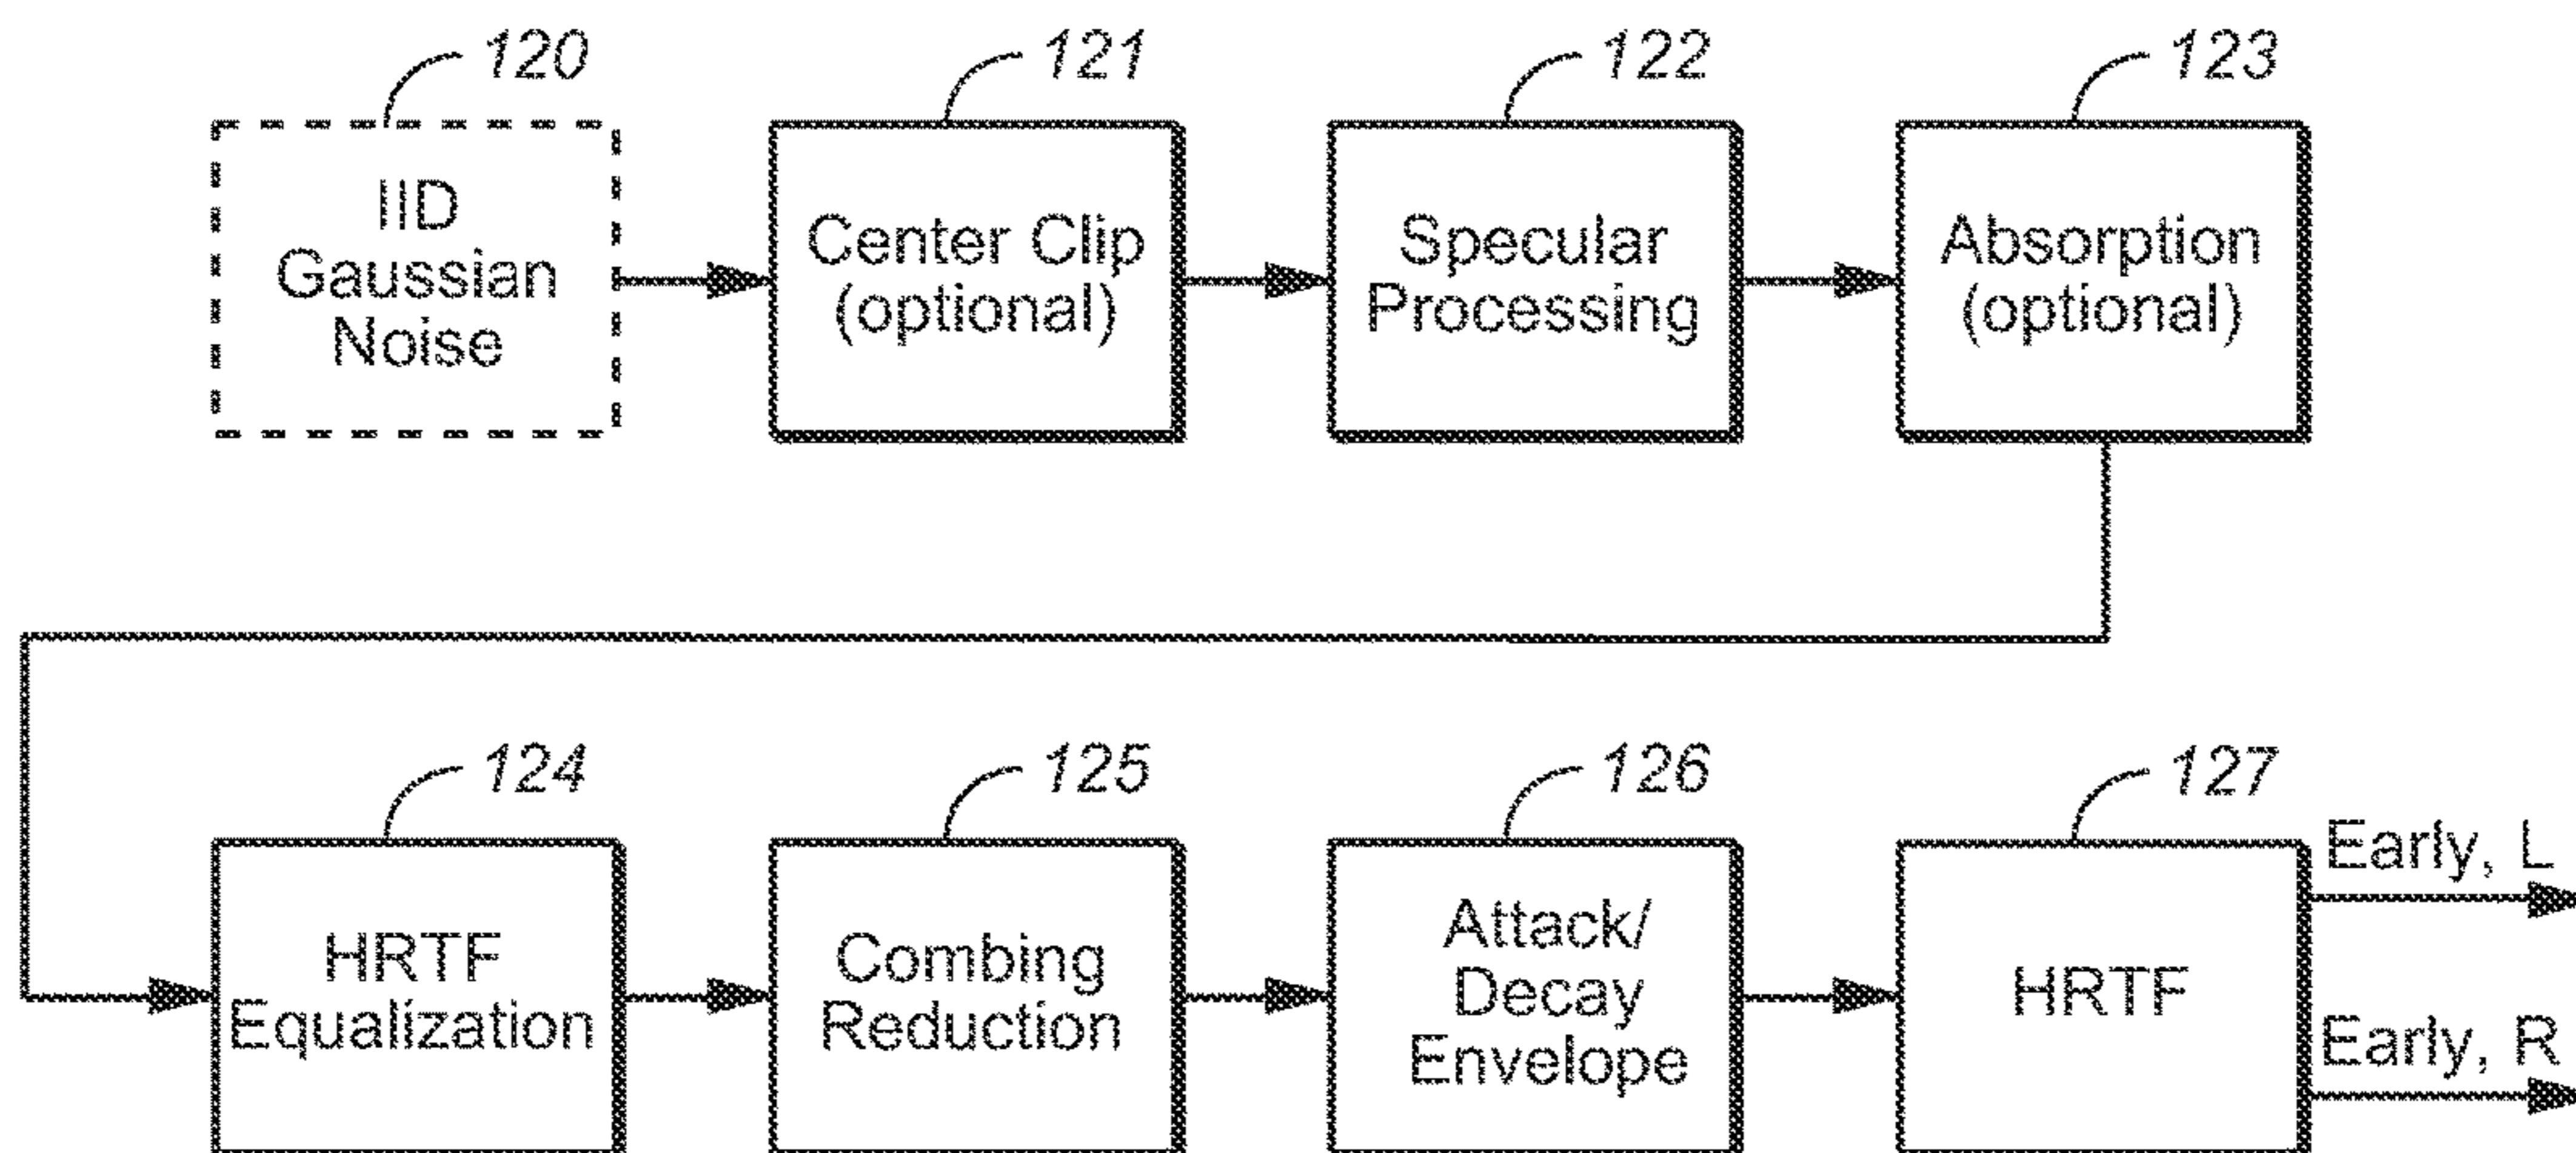 120
121
122
123
IID
Gaussian
Noise
Center Clip
(optional)
Specular
Processing
Absorption
(optional)
124
125
126
127
HRTF
Equalization
Combing
Reduction
Attack/
Decay
Envelope
HRTF
Early, L
Early, R